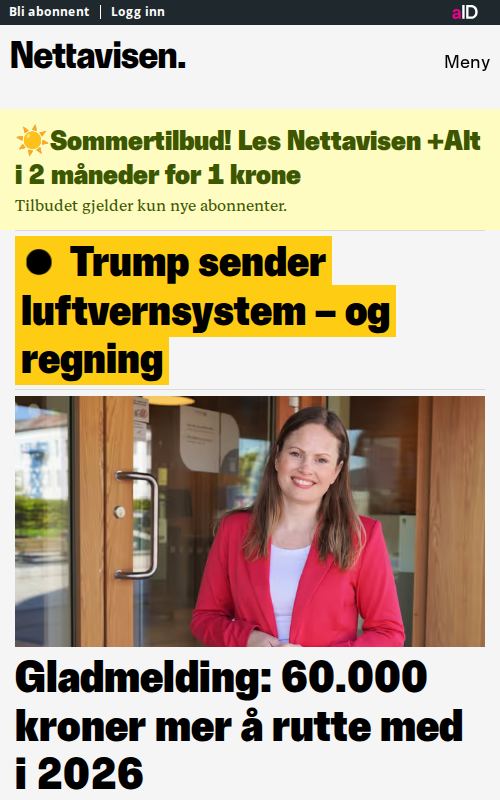 Bli abonnent | Logg inn aID
Nettavisen.
Meny
☀️Sommertilbud! Les Nettavisen +Alt
i 2 måneder for 1 krone
Tilbudet gjelder kun nye abonnenter.
● Trump sender
luftvernsystem – og
regning
Gladmelding: 60.000
kroner mer å rutte med
i 2026